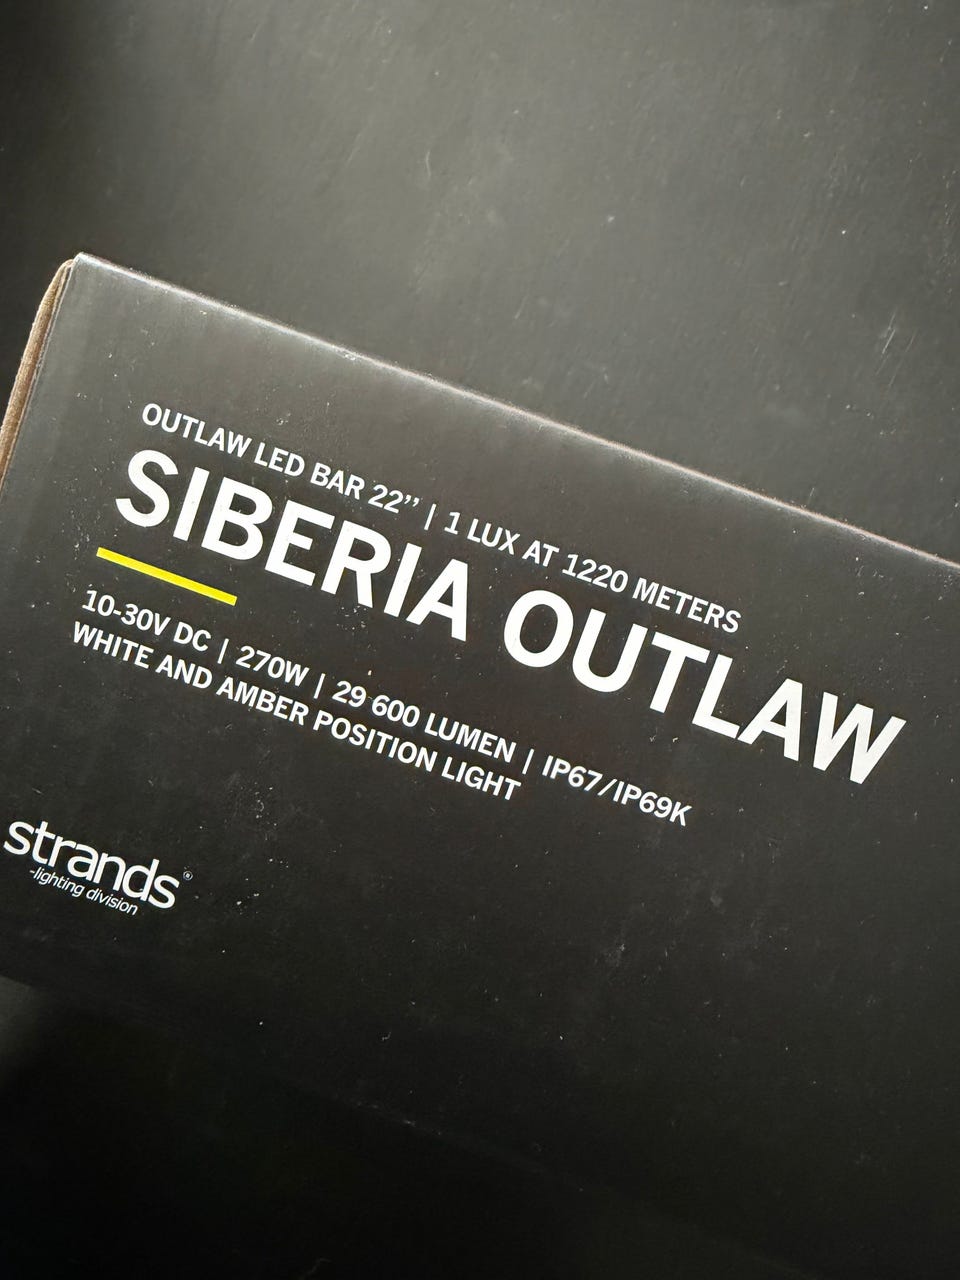 OUTLAW LED BAR 22’’ | 1 LUX AT 1220 METERS
SIBERIA OUTLAW
10-30V DC | 270W | 29 600 LUMEN | IP67/IP69K
WHITE AND AMBER POSITION LIGHT
strands®
-lighting division